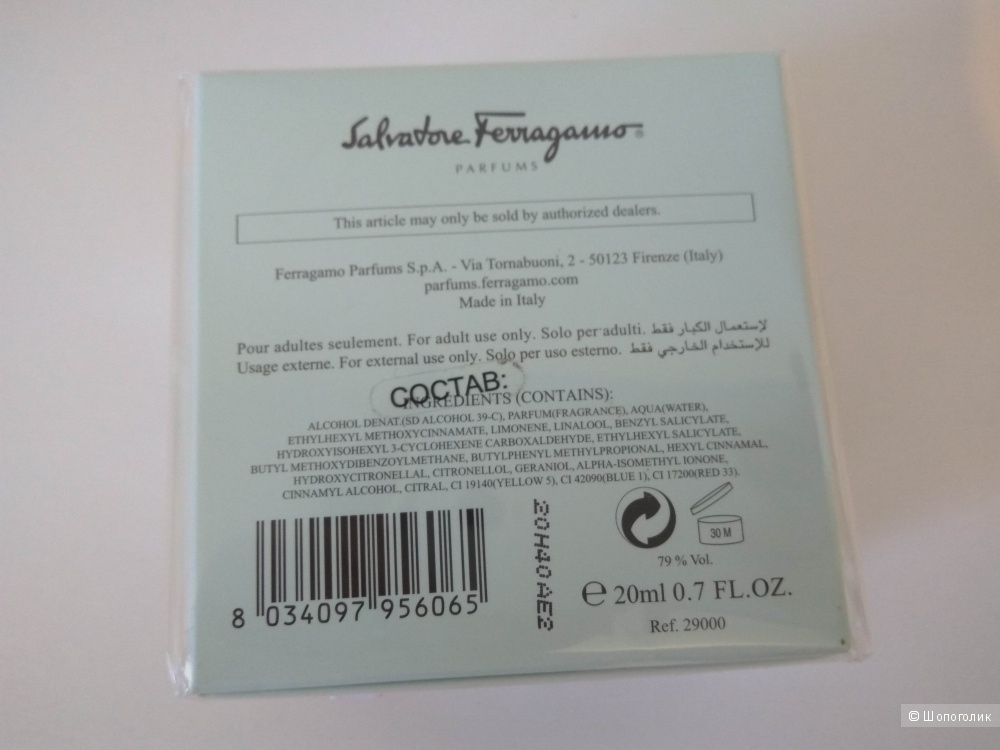 Salvatore Ferragamo®
PARFUMS
This article may only be sold by authorized dealers.
Ferragamo Parfums S.p.A. - Via Tornabuoni, 2 - 50123 Firenze (Italy)
parfums.ferragamo.com
Made in Italy
Pour adultes seulement. For adult use only. Solo per adulti. لإستعمال الكبار فقط
Usage externe. For external use only. Solo per uso esterno. للإستخدام الخارجي فقط
СОСТАВ:
INGREDIENTS (CONTAINS):
ALCOHOL DENAT.(SD ALCOHOL 39-C), PARFUM(FRAGRANCE), AQUA(WATER),
ETHYLHEXYL METHOXYCINNAMATE, LIMONENE, LINALOOL, BENZYL SALICYLATE,
HYDROXYISOHEXYL 3-CYCLOHEXENE CARBOXALDEHYDE, ETHYLHEXYL SALICYLATE,
BUTYL METHOXYDIBENZOYLMETHANE, BUTYLPHENYL METHYLPROPIONAL, HEXYL CINNAMAL,
HYDROXYCITRONELLAL, CITRONELLOL, GERANIOL, ALPHA-ISOMETHYL IONONE,
CINNAMYL ALCOHOL, CITRAL, CI 19140(YELLOW 5), CI 42090(BLUE 1), CI 17200(RED 33).
8 034097 956065
30 M
79 % Vol.
℮ 20ml 0.7 FL.OZ.
Ref. 29000
© Шопоголик